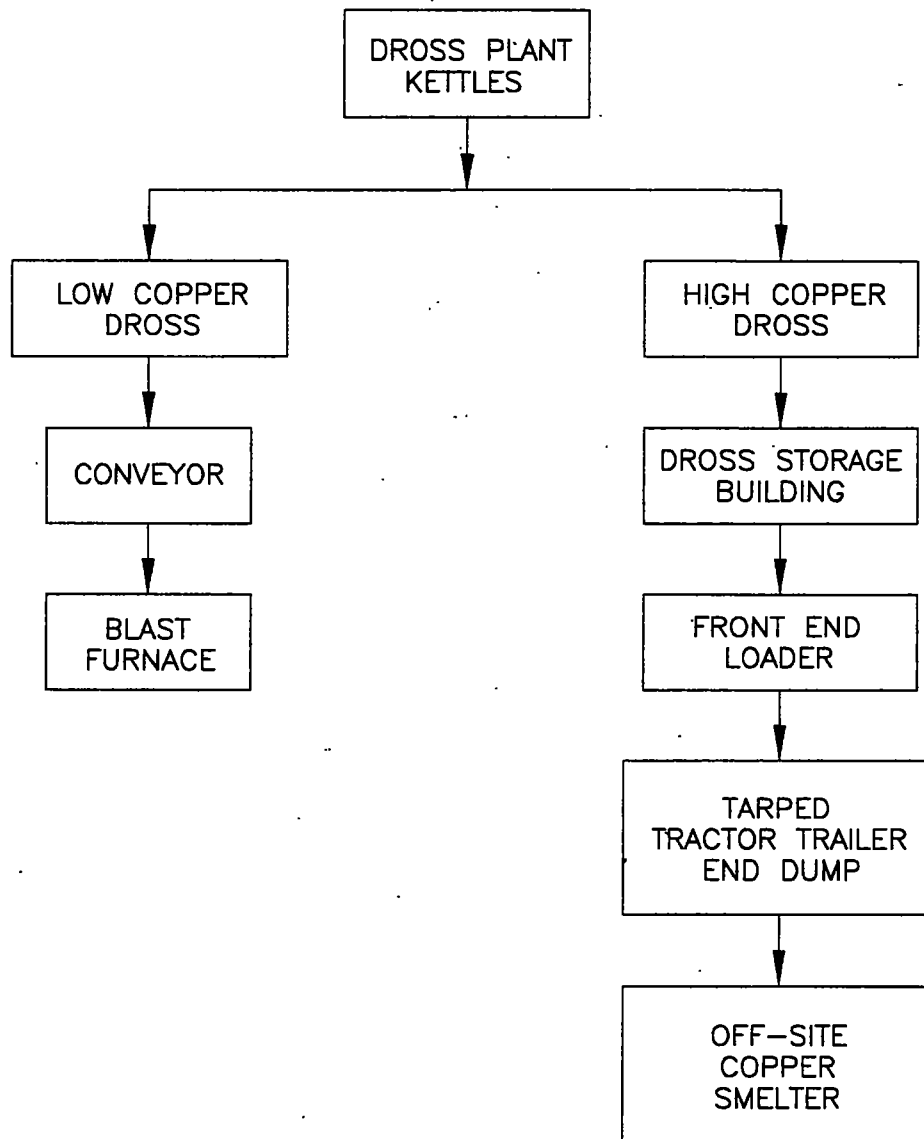 DROSS PLANT
KETTLES
LOW COPPER
DROSS
HIGH COPPER
DROSS
CONVEYOR
DROSS STORAGE
BUILDING
BLAST
FURNACE
FRONT END
LOADER
TARPED
TRACTOR TRAILER
END DUMP
OFF-SITE
COPPER
SMELTER